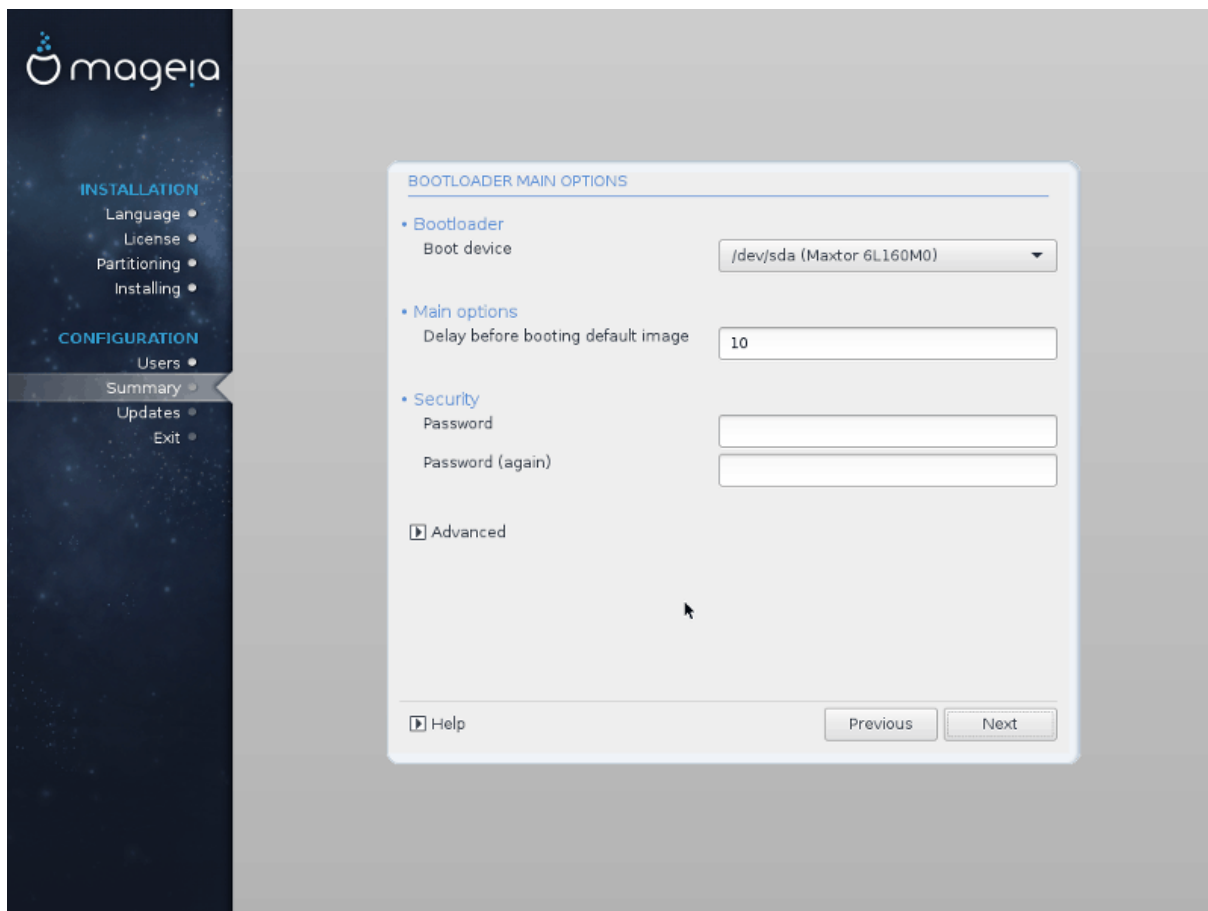 mageia
INSTALLATION
Language
License
Partitioning
Installing
CONFIGURATION
Users
Summary
Updates
Exit
BOOTLOADER MAIN OPTIONS
• Bootloader
Boot device
/dev/sda (Maxtor 6L160M0)
• Main options
Delay before booting default image
10
• Security
Password
Password (again)
Advanced
Help
Previous
Next